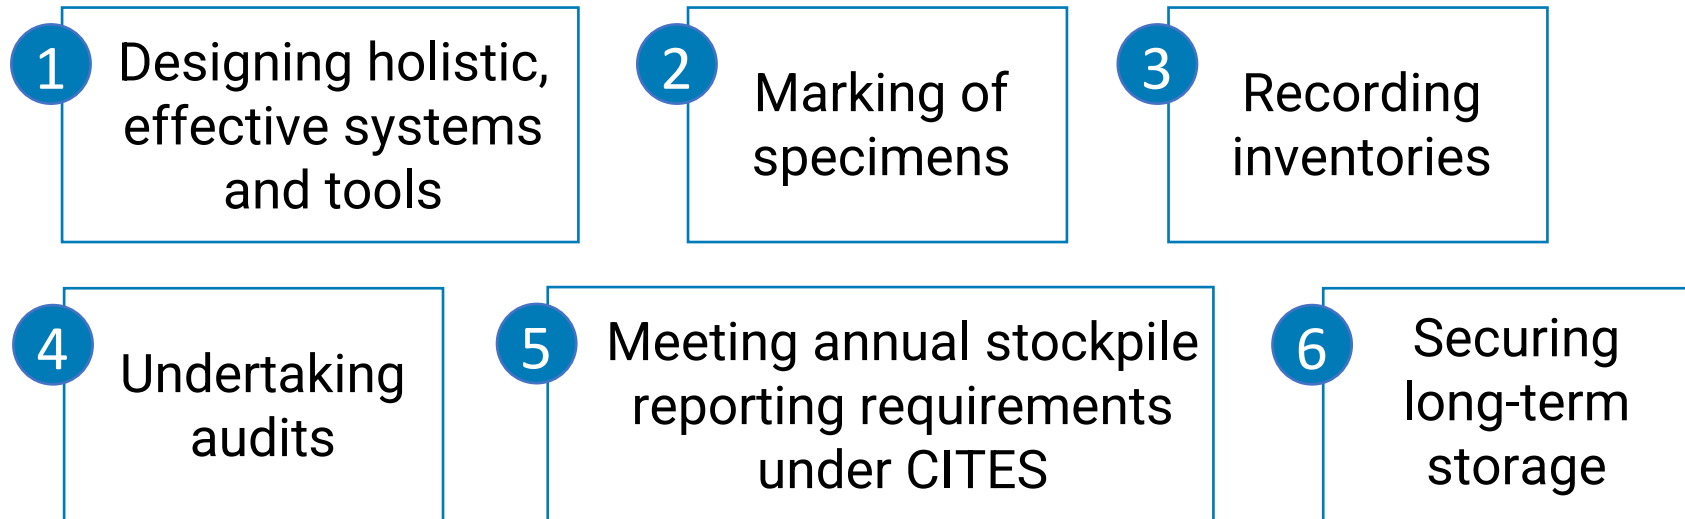 1
Designing holistic,
effective systems
and tools
2
Marking of
specimens
3
Recording
inventories
4
Undertaking
audits
5
Meeting annual stockpile
reporting requirements
under CITES
6
Securing
long-term
storage